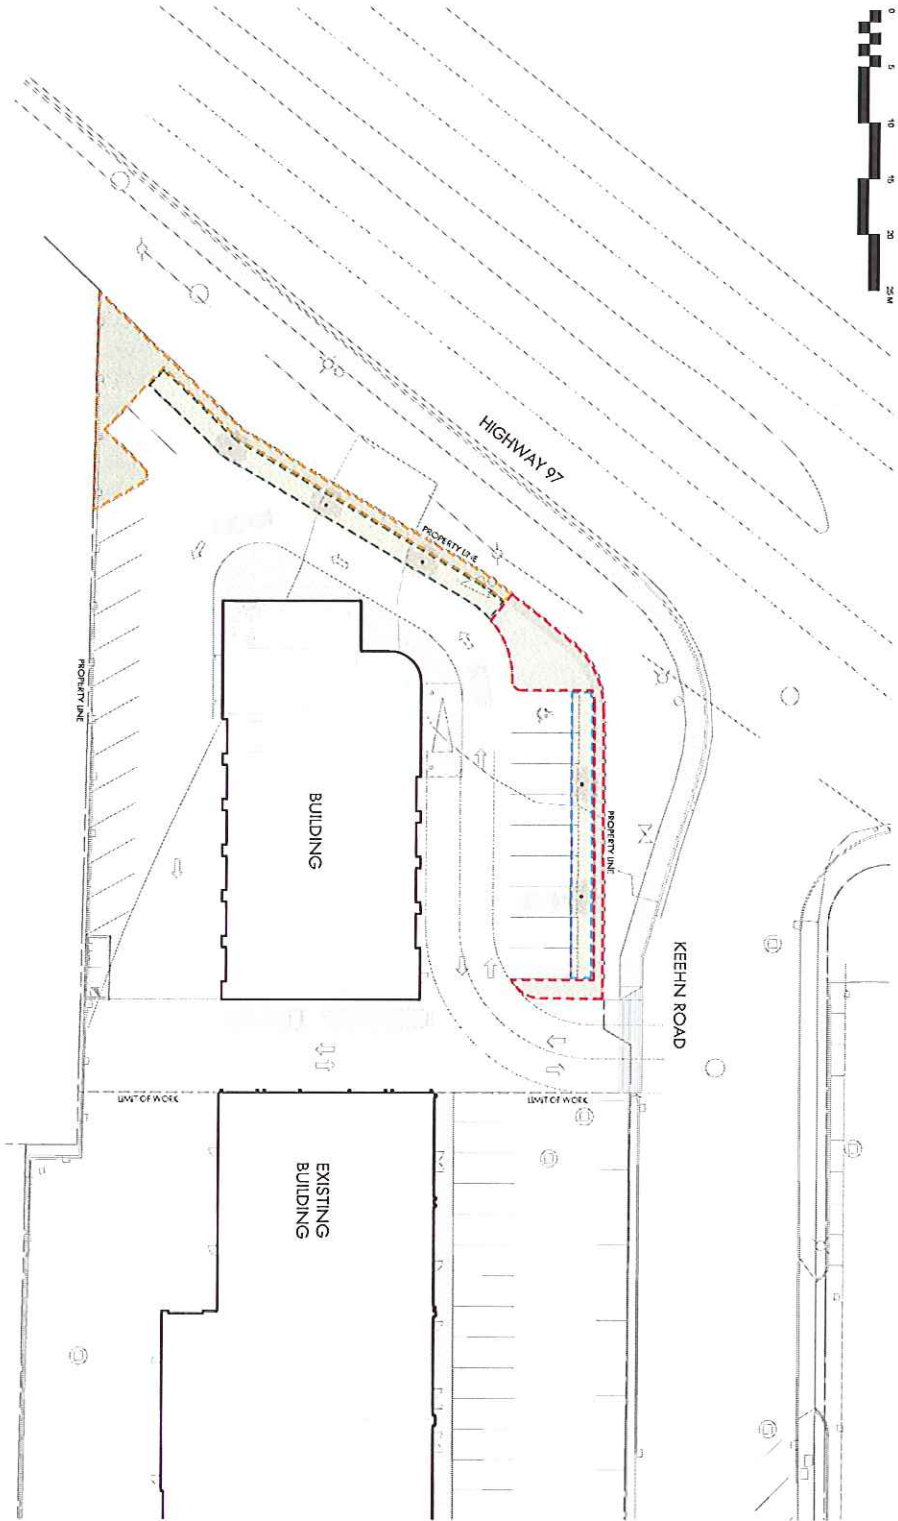 0 5 10 15 20 25 M
HIGHWAY 97
PROPERTY LINE
PROPERTY LINE
KEEHN ROAD
PROPERTY LINE
BUILDING
LIMIT OF WORK
LIMIT OF WORK
EXISTING
BUILDING